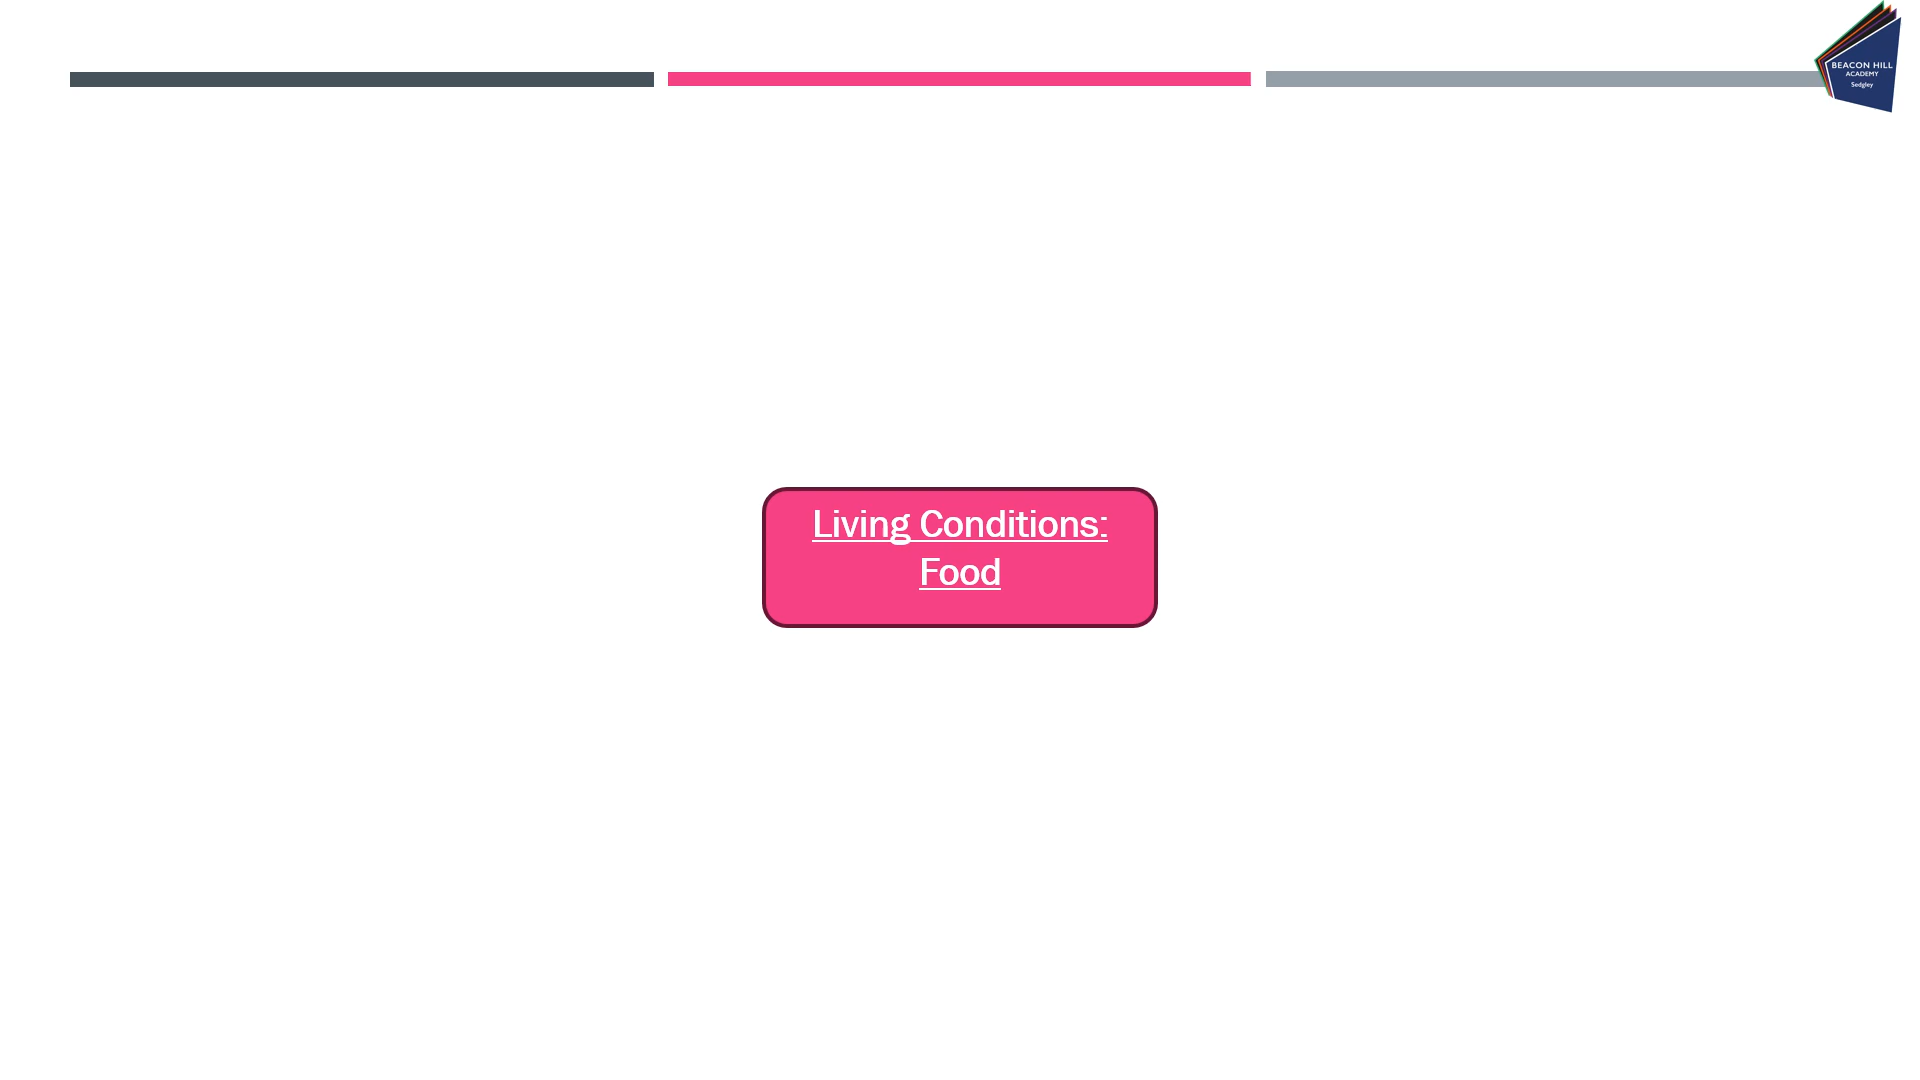 BEACON HILL
ACADEMY
Sedgley
Living Conditions:
Food